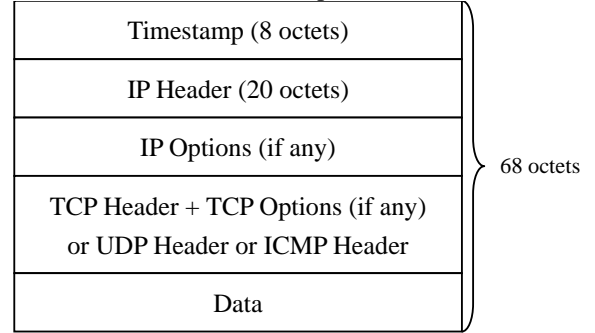 Timestamp (8 octets)
IP Header (20 octets)
IP Options (if any)
68 octets
TCP Header + TCP Options (if any)
or UDP Header or ICMP Header
Data